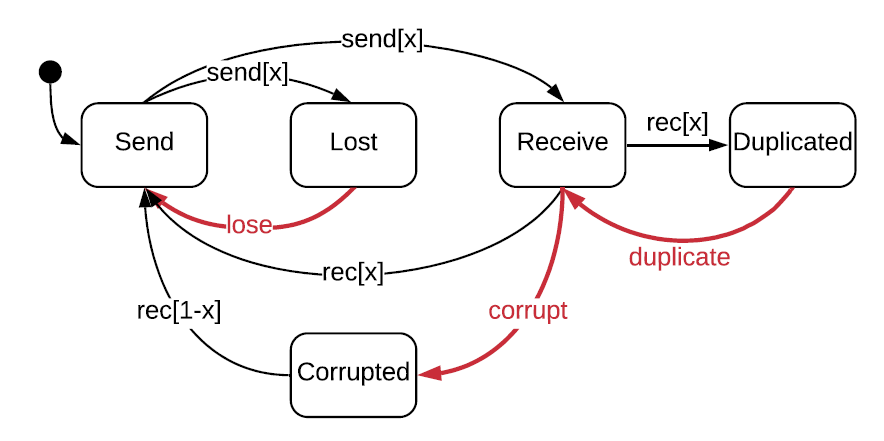 send[x]
send[x]
rec[x]
Send
Lost
Receive
Duplicated
lose
duplicate
rec[x]
rec[1-x]
corrupt
Corrupted